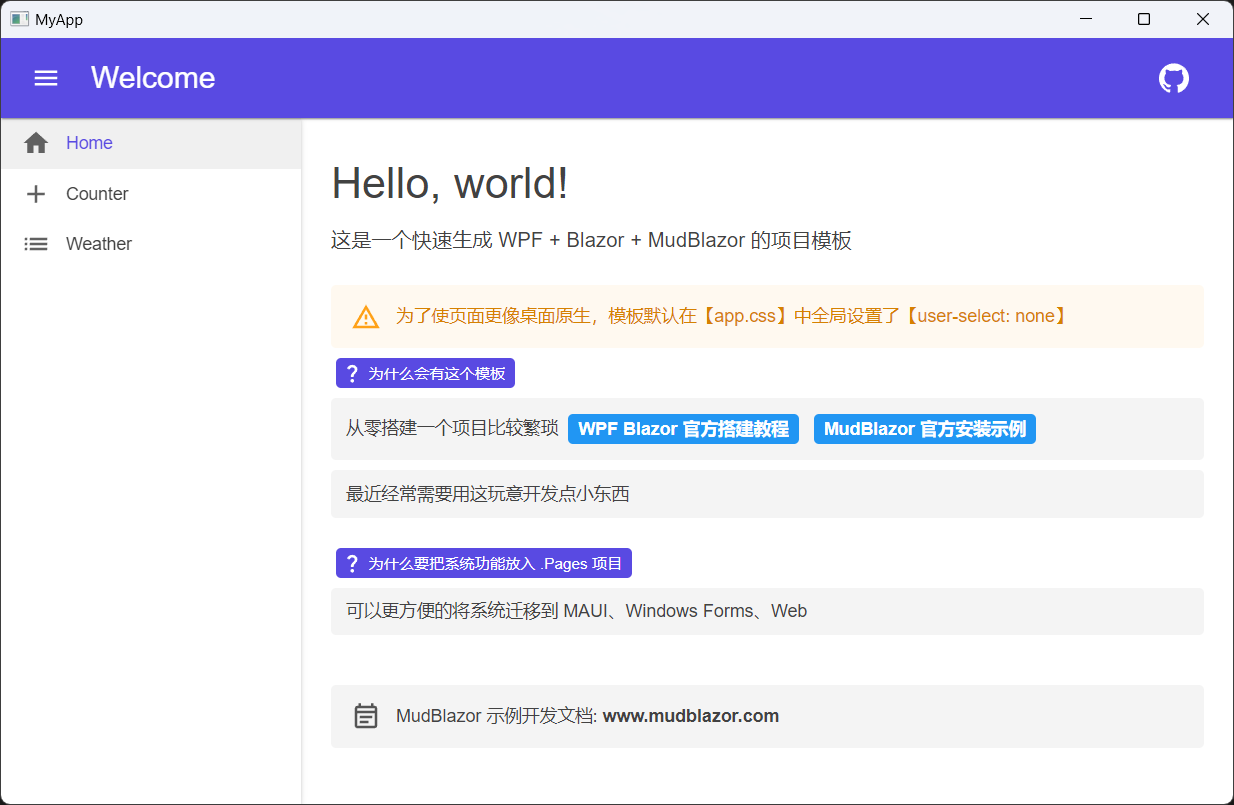 MyApp
Welcome
Home
Counter
Weather
Hello, world!
这是一个快速生成 WPF + Blazor + MudBlazor 的项目模板
为了使页面更像桌面原生，模板默认在【app.css】中全局设置了【user-select: none】
? 为什么会有这个模板
从零搭建一个项目比较繁琐 WPF Blazor 官方搭建教程 MudBlazor 官方安装示例
最近经常需要用这玩意开发点小东西
? 为什么要把系统功能放入 .Pages 项目
可以更方便的将系统迁移到 MAUI、Windows Forms、Web
MudBlazor 示例开发文档: www.mudblazor.com